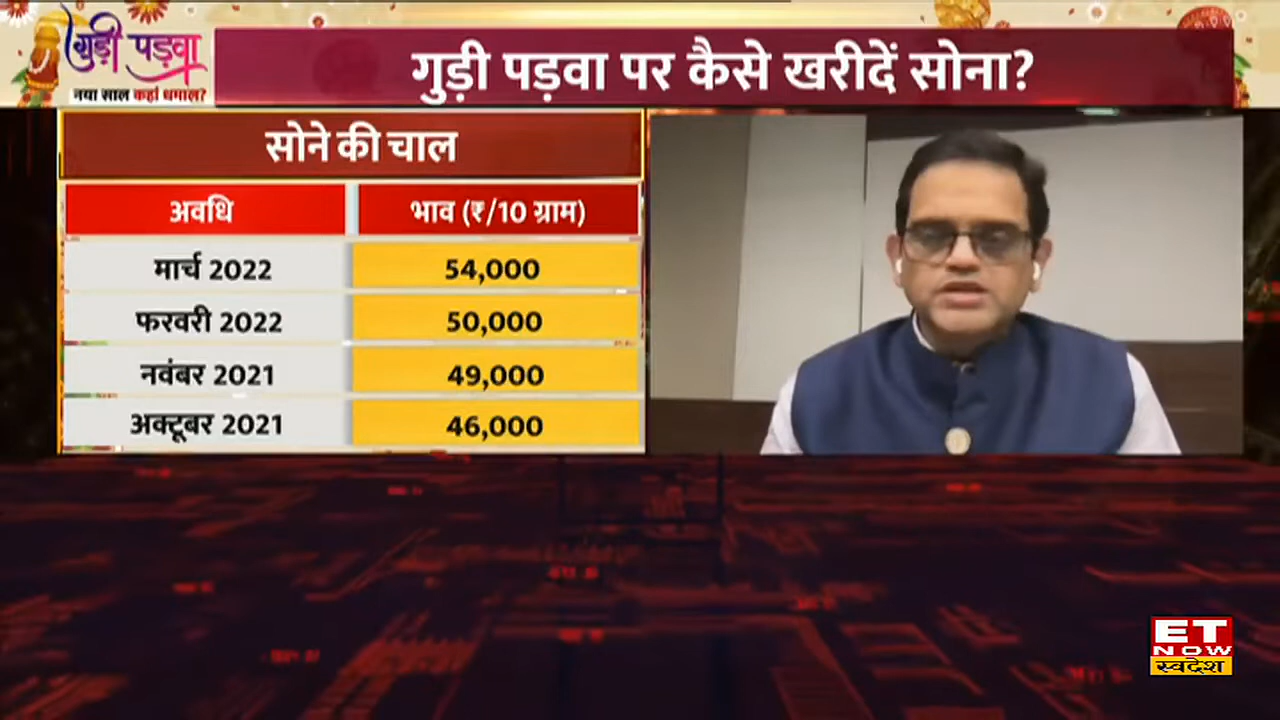 गुड़ी पड़वा
नया साल कहां धमाल?
गुड़ी पड़वा पर कैसे खरीदें सोना?
सोने की चाल
अवधि भाव (₹/10 ग्राम)
मार्च 2022 54,000
फरवरी 2022 50,000
नवंबर 2021 49,000
अक्टूबर 2021 46,000
ET
NOW
स्वदेश